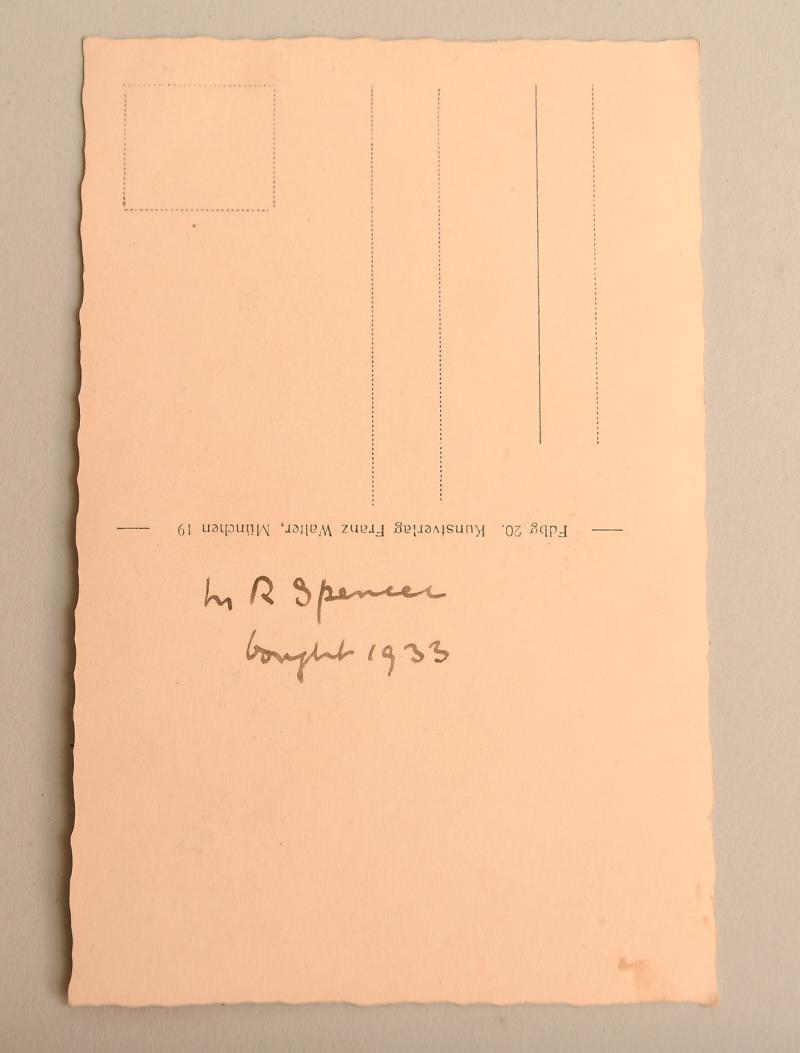 Fdbg 20. Kunstverlag Franz Walter, München 19
M R Spencer
bought 1933